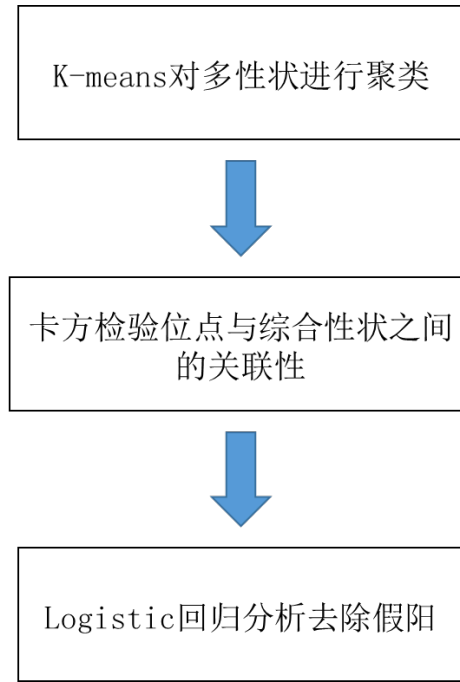 K-means对多性状进行聚类
卡方检验位点与综合性状之间
的关联性
Logistic回归分析去除假阳